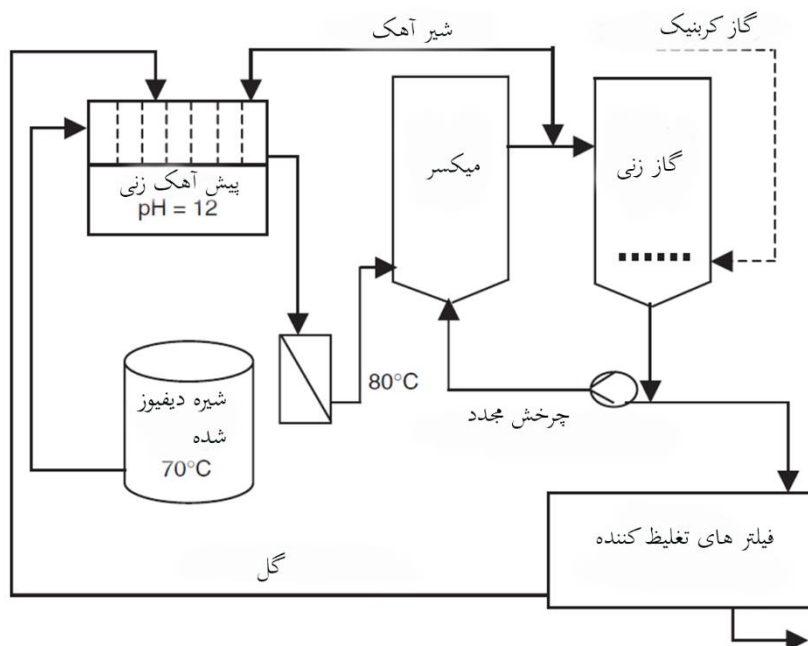 شیر آهک
گاز کربنیک
پیش آهک زنی
pH = 12
میکسر
گاز زنی
شیره دیفیوز
شده
70°C
80°C
چرخش مجدد
فیلتر های تغلیظ کننده
گل